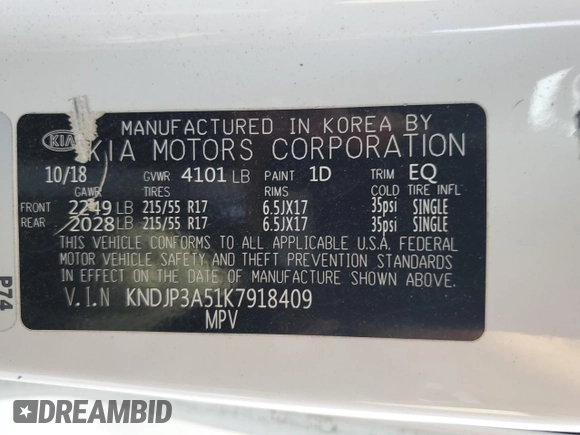 MANUFACTURED IN KOREA BY
KIA KIA MOTORS CORPORATION
10/18 GVWR 4101 LB PAINT 1D TRIM EQ
GAWR TIRES RIMS COLD TIRE INFL
FRONT 2249 LB 215/55 R17 6.5JX17 35psi SINGLE
REAR 2028 LB 215/55 R17 6.5JX17 35psi SINGLE
THIS VEHICLE CONFORMS TO ALL APPLICABLE U.S.A. FEDERAL
MOTOR VEHICLE SAFETY AND THEFT PREVENTION STANDARDS
IN EFFECT ON THE DATE OF MANUFACTURE SHOWN ABOVE.
V.I.N KNDJP3A51K7918409
MPV
P74
DREAMBID